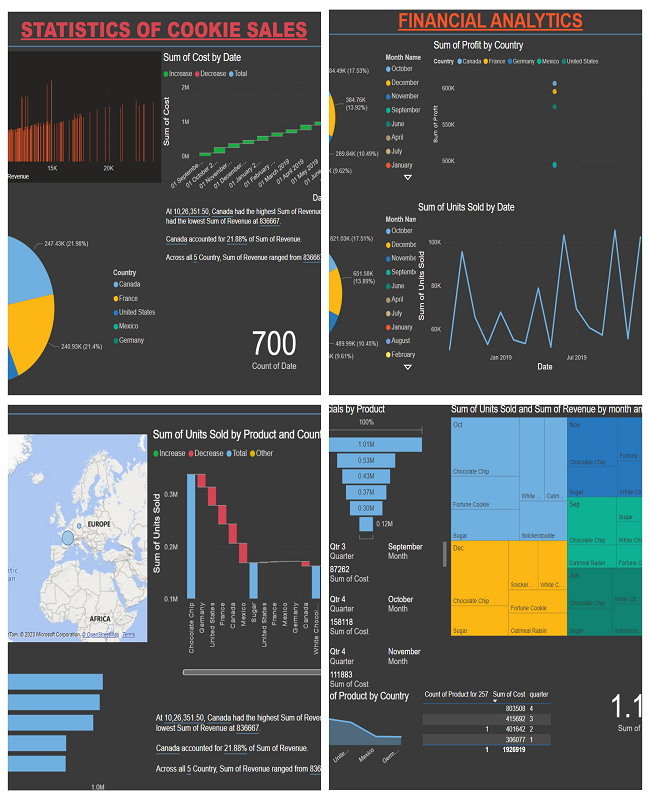 STATISTICS OF COOKIE SALES
Sum of Cost by Date
Increase Decrease Total
Sum of Cost
2M
1M
0M
01 Septembe...
01 October 2...
01 November...
01 December...
01 January 2...
01 February ...
01 March 2019
01 April 2019
01 May 2019
01 June
15K
20K
Revenue
Da
At 10,26,351.50, Canada had the highest Sum of Revenu
had the lowest Sum of Revenue at 836667.
Canada accounted for 21.88% of Sum of Revenue.
Across all 5 Country, Sum of Revenue ranged from 83666
247.43K (21.98%)
240.93K (21.4%)
Country
Canada
France
United States
Mexico
Germany
700
Count of Date
FINANCIAL ANALYTICS
84.49K (17.53%)
384.76K
(13.92%)
289.84K (10.49%)
(9.62%)
Month Name
October
December
November
September
June
April
July
January
Sum of Profit by Country
Country Canada France Germany Mexico United States
Sum of Profit
600K
550K
500K
821.03K (17.51%)
651.58K
(13.89%)
489.99K (10.45%)
K (9.61%)
Month Nam
October
Decembe
Novembe
Septemb
June
April
July
January
August
February
Sum of Units Sold by Date
Sum of Units Sold
100K
80K
60K
Jan 2019
Jul 2019
Date
EUROPE
AFRICA
ntic
an
TomTom, © 2023 Microsoft Corporation, © OpenStreetMap Terms
Sum of Units Sold by Product and Count
Increase Decrease Total Other
Sum of Units Sold
0.3M
0.2M
0.1M
Chocolate Chip
Germany
United States
France
Canada
Mexico
Sugar
United States
France
Mexico
Germany
Canada
White Chocol...
1.0M
At 10,26,351.50, Canada had the highest Sum of Reve
lowest Sum of Revenue at 836667.
Canada accounted for 21.88% of Sum of Revenue.
Across all 5 Country, Sum of Revenue ranged from 836
cials by Product
100%
1.01M
0.53M
0.43M
0.37M
0.30M
0.12M
Qtr 3
Quarter
September
Month
87262
Sum of Cost
Qtr 4
Quarter
October
Month
158118
Sum of Cost
Qtr 4
Quarter
November
Month
111883
Sum of Cost
Sum of Units Sold and Sum of Revenue by month an
Oct
Chocolate Chip
Fortune Cookie
Sugar
White ...
Oatm...
Snickerdoodle
Nov
Chocolate Chip
Sugar
Fortune
White Ch
Sep
Chocolate Chip
Oatmeal Raisin
Sugar
White Ch
Fortune C
Dec
Chocolate Chip
Sugar
Snicker...
White C...
Fortune Cookie
Oatmeal Raisin
Jun
Chocolate Chip
Sugar
White Ch...
Snickerdo
of Product by Country
Unite...
Mexico
Germ...
Count of Product for 257 Sum of Cost quarter
803508 4
415692 3
1 401642 2
306077 1
1 1926919
1.1
Sum of